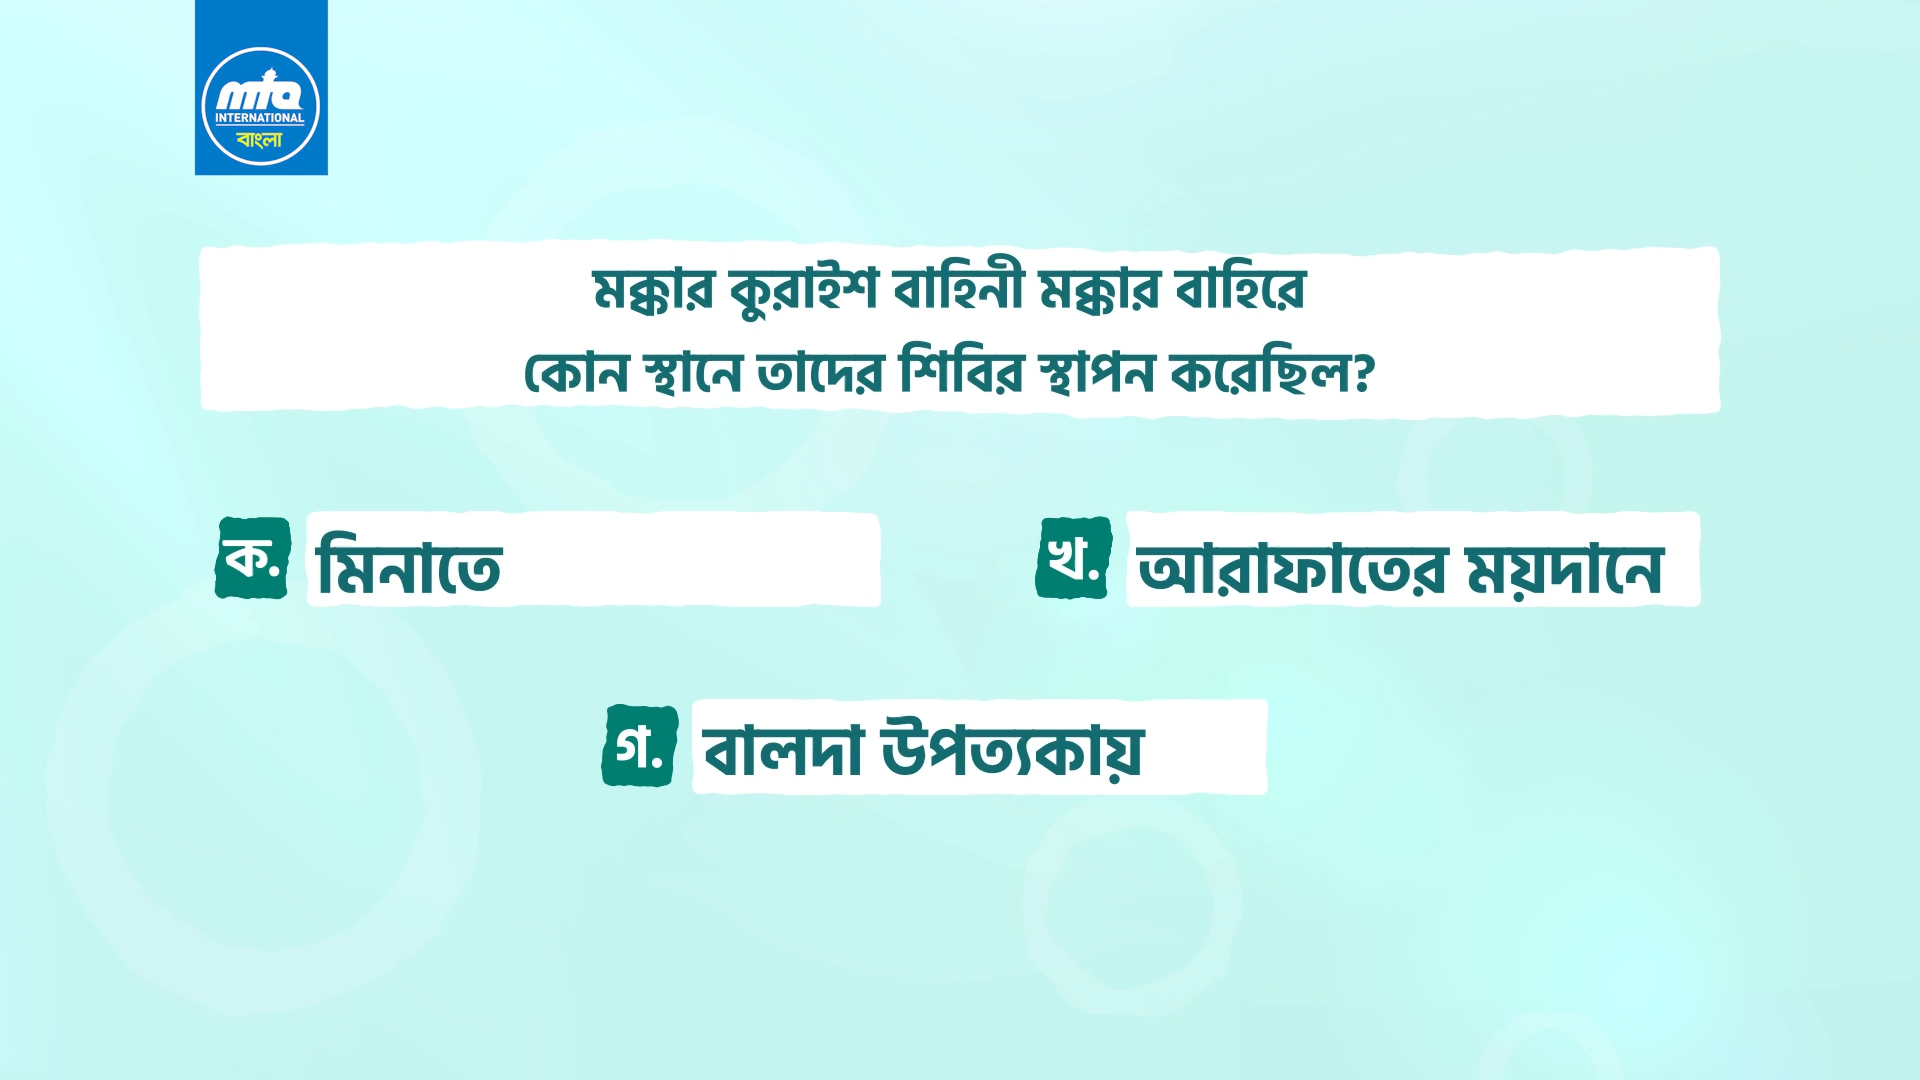 mta
INTERNATIONAL
বাংলা
মক্কার কুরাইশ বাহিনী মক্কার বাহিরে
কোন স্থানে তাদের শিবির স্থাপন করেছিল?
ক. মিনাতে
খ. আরাফাতের ময়দানে
গ. বালদা উপত্যকায়